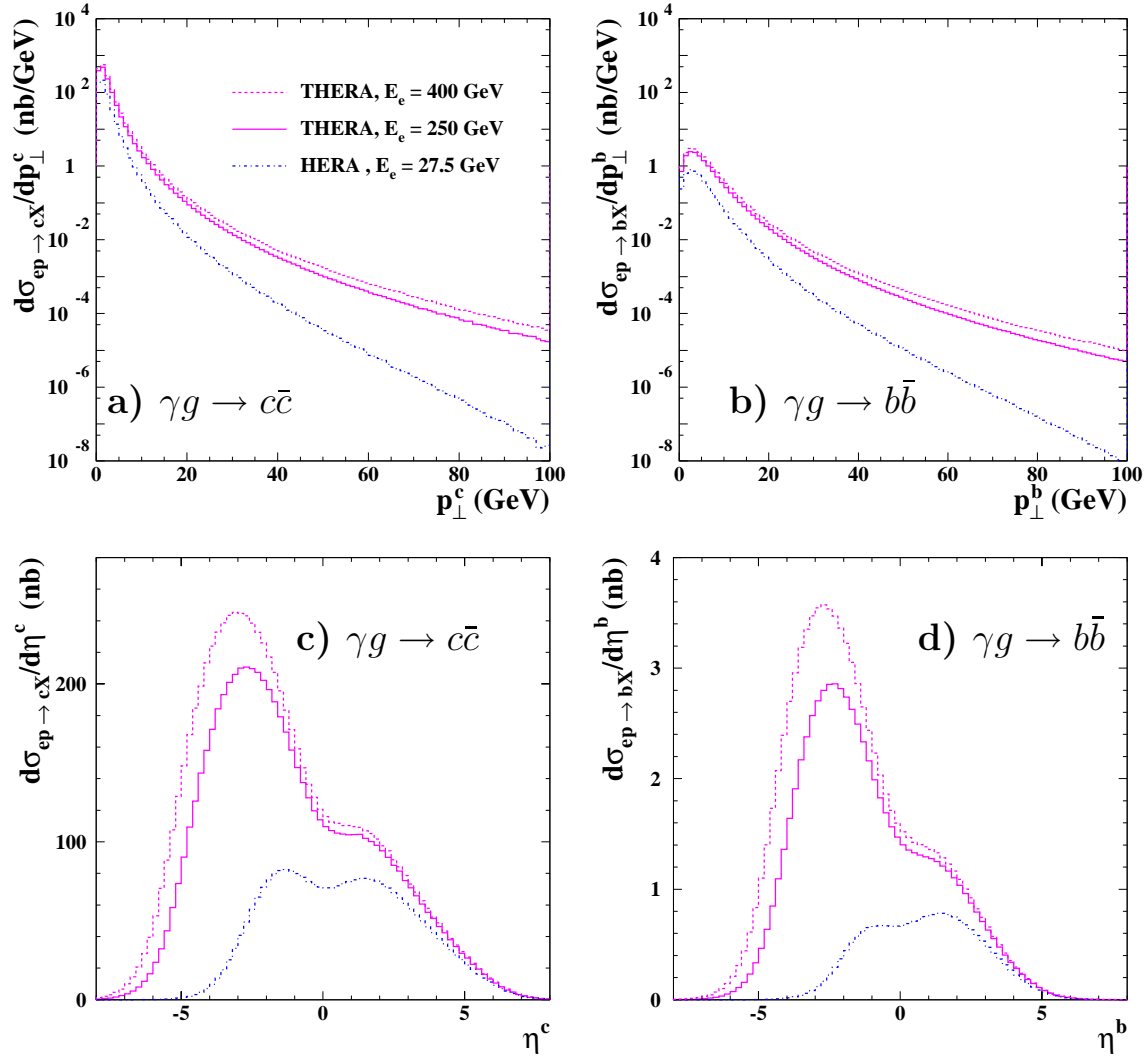 dσ_ep→cX/dp⊥^c (nb/GeV)
10^4
10^2
1
10^-2
10^-4
10^-6
10^-8
THERA, E_e = 400 GeV
THERA, E_e = 250 GeV
HERA , E_e = 27.5 GeV
a) γg → cc̄
0 20 40 60 80 100
p⊥^c (GeV)
dσ_ep→bX/dp⊥^b (nb/GeV)
10^4
10^2
1
10^-2
10^-4
10^-6
10^-8
b) γg → bb̄
0 20 40 60 80 100
p⊥^b (GeV)
dσ_ep→cX/dη^c (nb)
200
100
0
c) γg → cc̄
-5 0 5
η^c
dσ_ep→bX/dη^b (nb)
4
3
2
1
0
d) γg → bb̄
-5 0 5
η^b